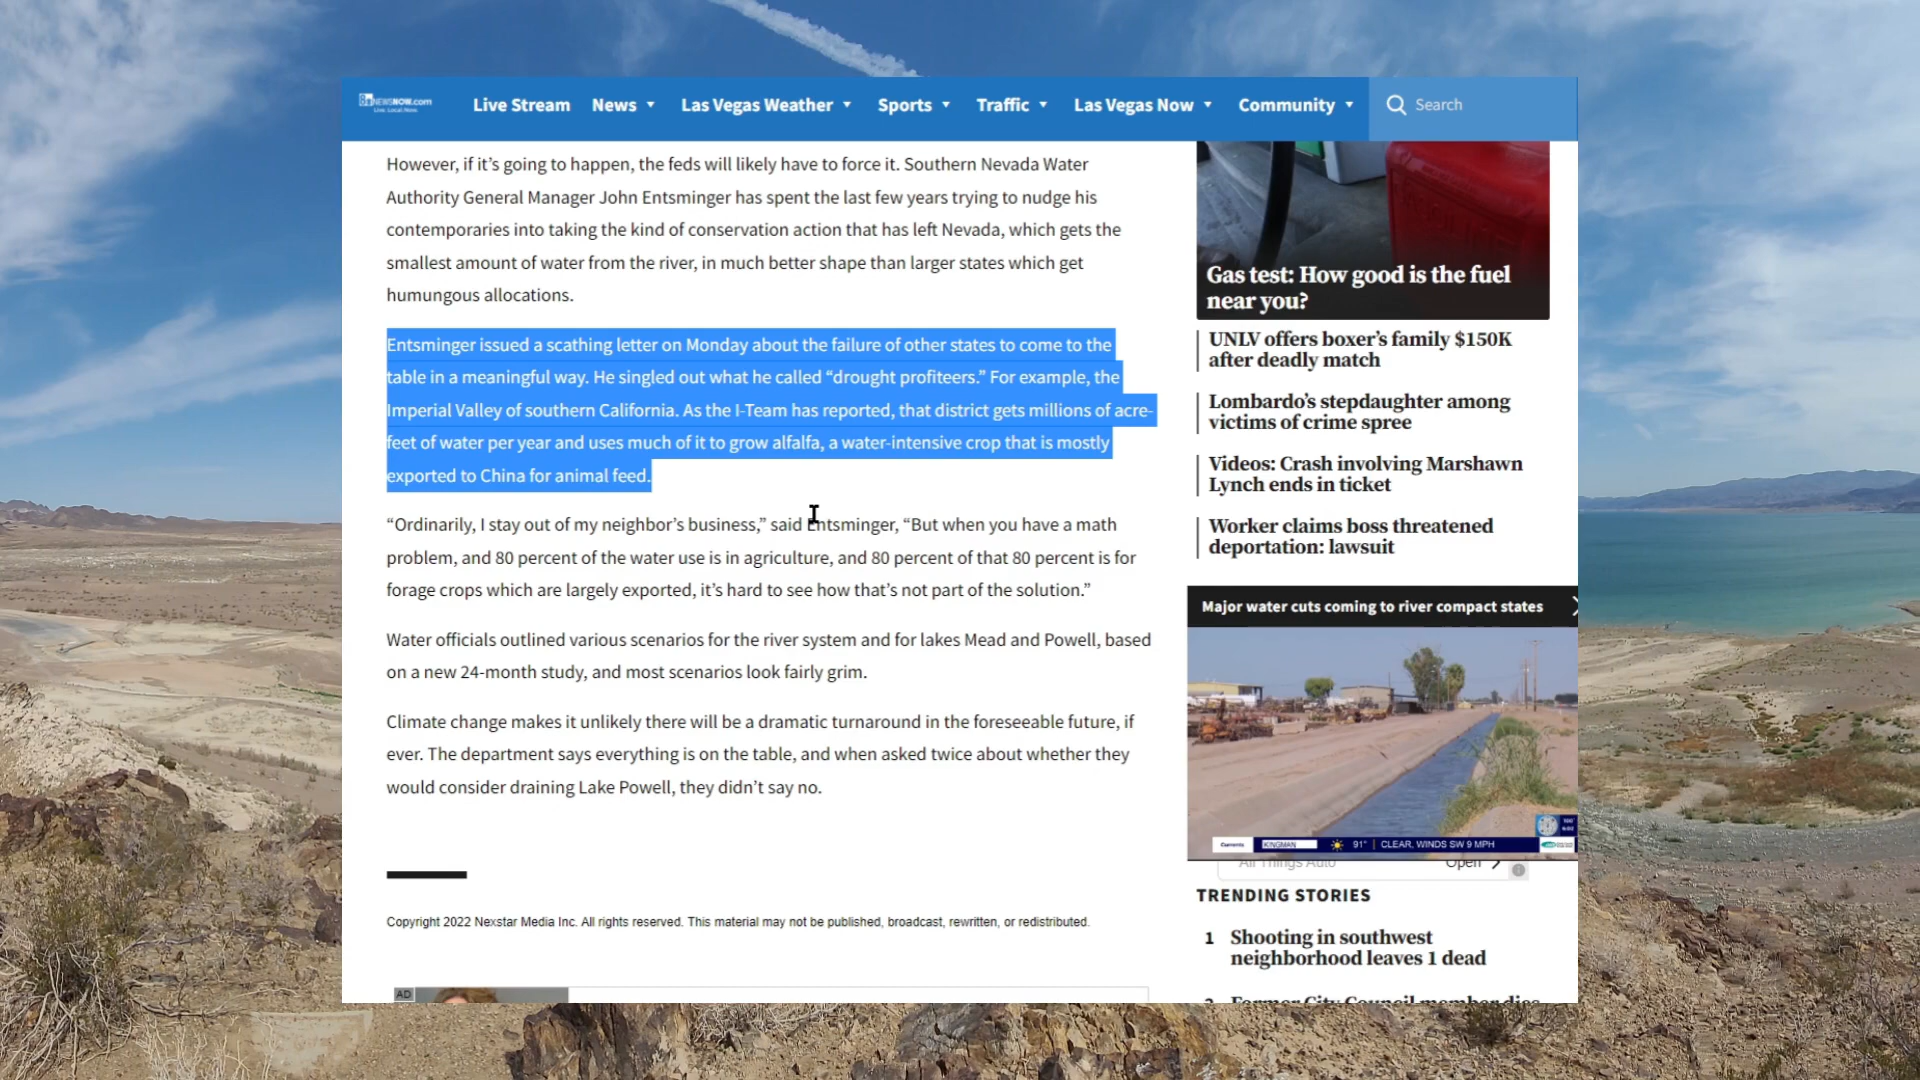 8NEWSNOW.com
Live Stream News Las Vegas Weather Sports Traffic Las Vegas Now Community Search
However, if it's going to happen, the feds will likely have to force it. Southern Nevada Water
Authority General Manager John Entsminger has spent the last few years trying to nudge his
contemporaries into taking the kind of conservation action that has left Nevada, which gets the
smallest amount of water from the river, in much better shape than larger states which get
humungous allocations.
Entsminger issued a scathing letter on Monday about the failure of other states to come to the
table in a meaningful way. He singled out what he called “drought profiteers.” For example, the
Imperial Valley of southern California. As the I-Team has reported, that district gets millions of acre-
feet of water per year and uses much of it to grow alfalfa, a water-intensive crop that is mostly
exported to China for animal feed.
“Ordinarily, I stay out of my neighbor’s business,” said Entsminger, “But when you have a math
problem, and 80 percent of the water use is in agriculture, and 80 percent of that 80 percent is for
forage crops which are largely exported, it’s hard to see how that’s not part of the solution.”
Water officials outlined various scenarios for the river system and for lakes Mead and Powell, based
on a new 24-month study, and most scenarios look fairly grim.
Climate change makes it unlikely there will be a dramatic turnaround in the foreseeable future, if
ever. The department says everything is on the table, and when asked twice about whether they
would consider draining Lake Powell, they didn’t say no.
Copyright 2022 Nexstar Media Inc. All rights reserved. This material may not be published, broadcast, rewritten, or redistributed.
AD
Gas test: How good is the fuel
near you?
UNLV offers boxer’s family $150K
after deadly match
Lombardo’s stepdaughter among
victims of crime spree
Videos: Crash involving Marshawn
Lynch ends in ticket
Worker claims boss threatened
deportation: lawsuit
Major water cuts coming to river compact states
Currents KINGMAN 91° CLEAR, WINDS SW 9 MPH
All Things Auto Open
TRENDING STORIES
1 Shooting in southwest
neighborhood leaves 1 dead
2 Former City Council member dies